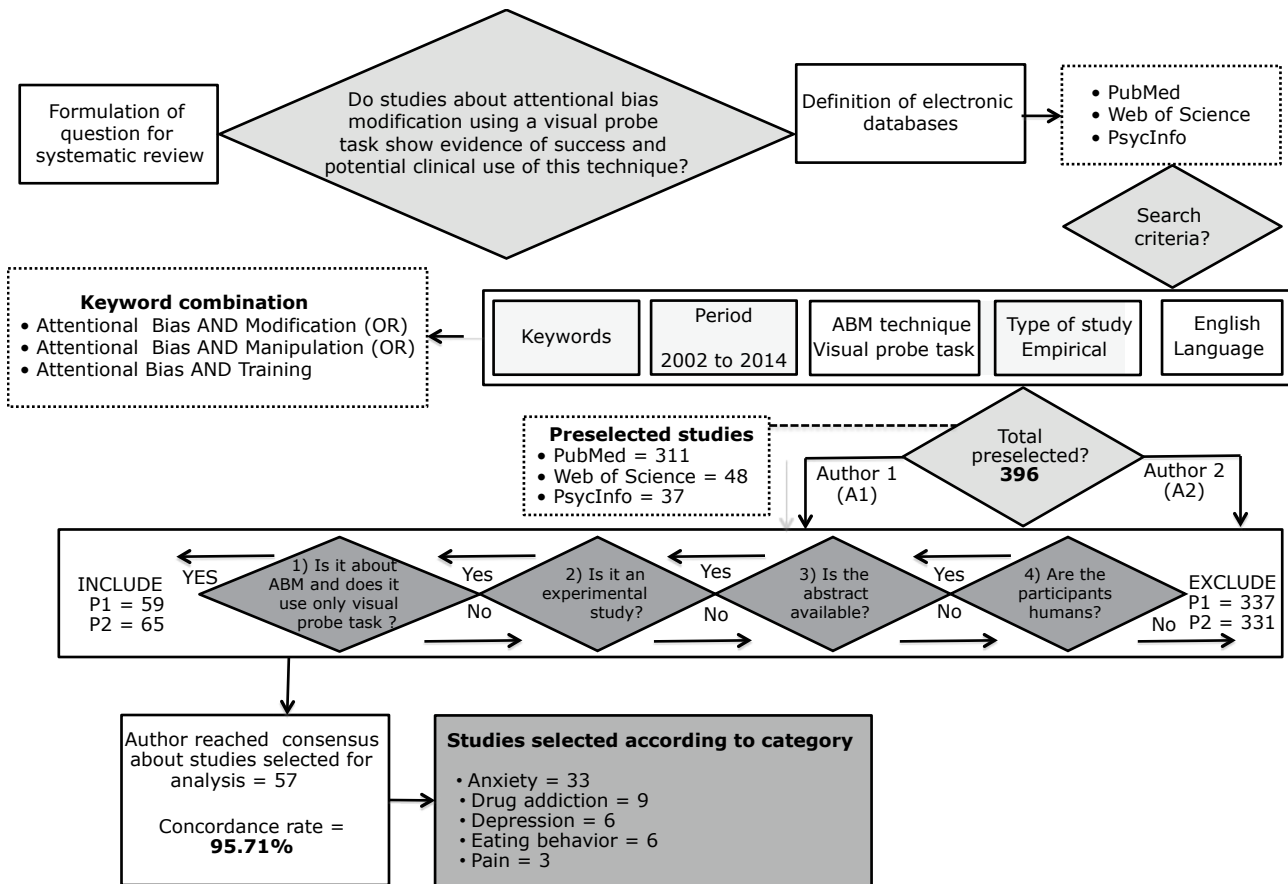 Formulation of
question for
systematic review
Do studies about attentional bias
modification using a visual probe
task show evidence of success and
potential clinical use of this technique?
Definition of electronic
databases
• PubMed
• Web of Science
• PsycInfo
Search
criteria?
Keyword combination
• Attentional Bias AND Modification (OR)
• Attentional Bias AND Manipulation (OR)
• Attentional Bias AND Training
Keywords
Period
2002 to 2014
ABM technique
Visual probe task
Type of study
Empirical
English
Language
Preselected studies
• PubMed = 311
• Web of Science = 48
• PsycInfo = 37
Total
preselected?
396
Author 1
(A1)
Author 2
(A2)
INCLUDE
P1 = 59
P2 = 65
YES
1) Is it about
ABM and does it
use only visual
probe task ?
Yes
No
2) Is it an
experimental
study?
Yes
No
3) Is the
abstract
available?
Yes
No
4) Are the
participants
humans?
No
EXCLUDE
P1 = 337
P2 = 331
Author reached consensus
about studies selected for
analysis = 57
Concordance rate =
95.71%
Studies selected according to category
• Anxiety = 33
• Drug addiction = 9
• Depression = 6
• Eating behavior = 6
• Pain = 3